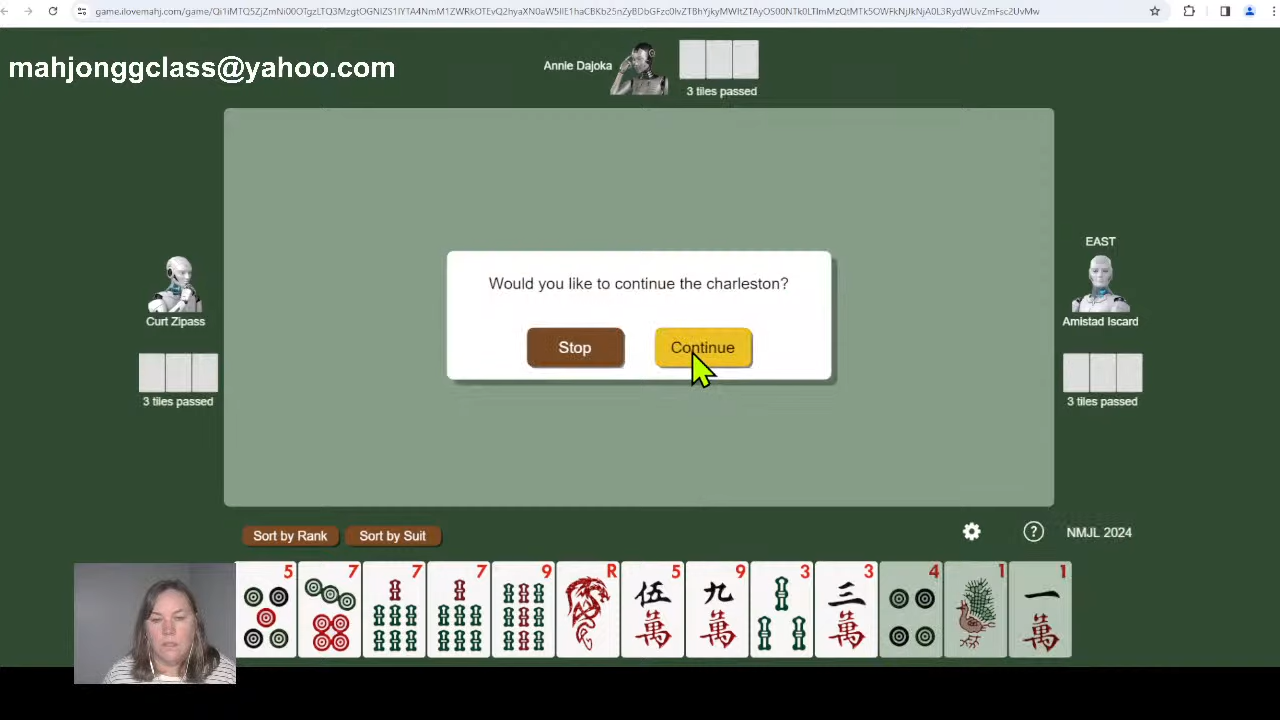 mahjonggclass@yahoo.com
Annie Dajoka
3 tiles passed
EAST
Curt Zipass
Amistad Iscard
3 tiles passed
3 tiles passed
Would you like to continue the charleston?
Stop
Continue
Sort by Rank
Sort by Suit
?
NMJL 2024
5
7
7
7
9
R
5
伍萬
9
九萬
3
3
三萬
4
1
1
一萬